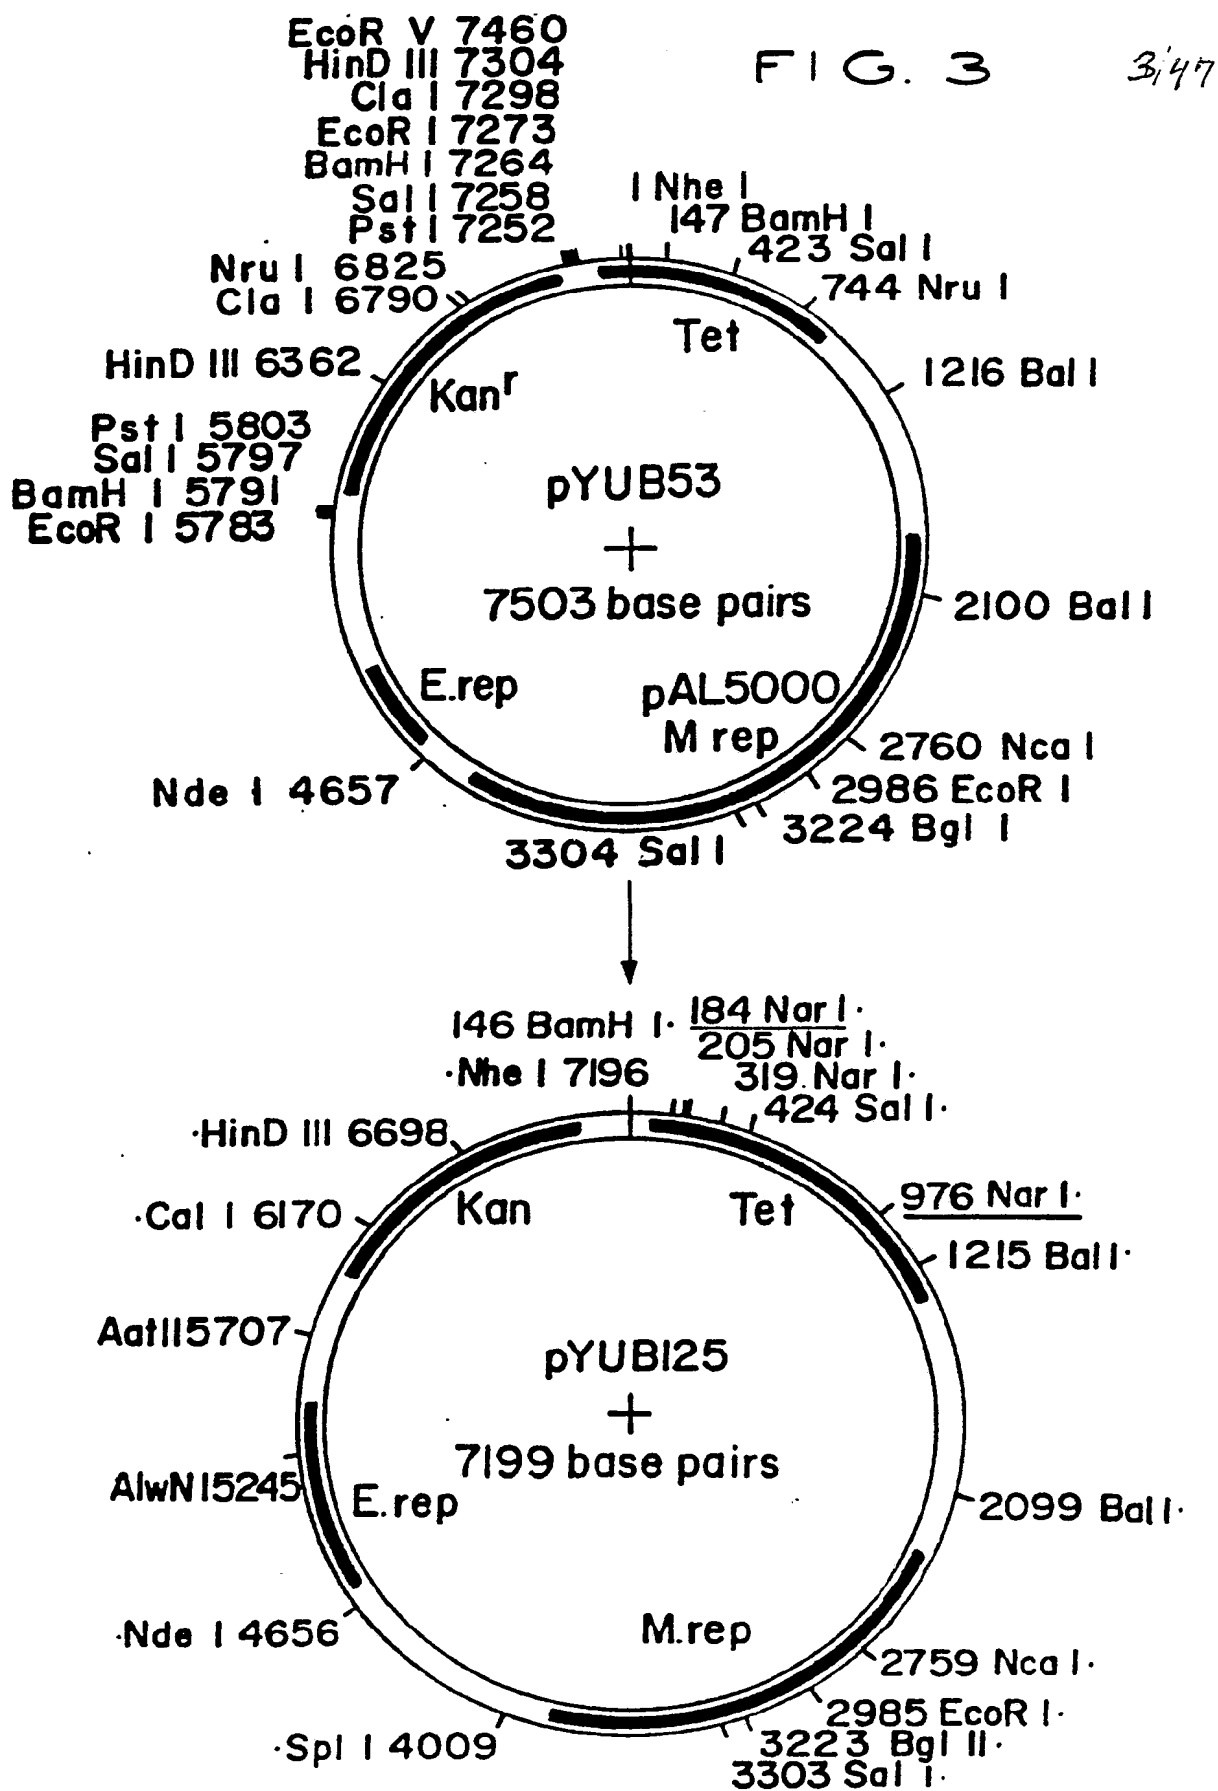 FIG. 3
3/47
EcoR V 7460
HinD III 7304
Cla I 7298
EcoR I 7273
BamH I 7264
Sal I 7258
Pst I 7252
Nru I 6825
Cla I 6790
HinD III 6362
Pst I 5803
Sal I 5797
BamH I 5791
EcoR I 5783
1 Nhe I
147 BamH I
423 Sal I
744 Nru I
1216 Bal I
2100 Bal I
2760 Nca I
2986 EcoR I
3224 Bgl I
3304 Sal I
Nde I 4657
Tet
Kanr
pYUB53
7503 base pairs
E.rep
pAL5000
M rep
146 BamH I.
184 Nar I.
205 Nar I.
319 Nar I.
424 Sal I.
.Nhe I 7196
.HinD III 6698
.Cal I 6170
AatII5707
AlwNI5245
.Nde I 4656
.Spl I 4009
976 Nar I.
1215 Bal I.
2099 Bal I.
2759 Nca I.
2985 EcoR I.
3223 Bgl II.
3303 Sal I.
Kan
Tet
pYUB125
7199 base pairs
E.rep
M.rep